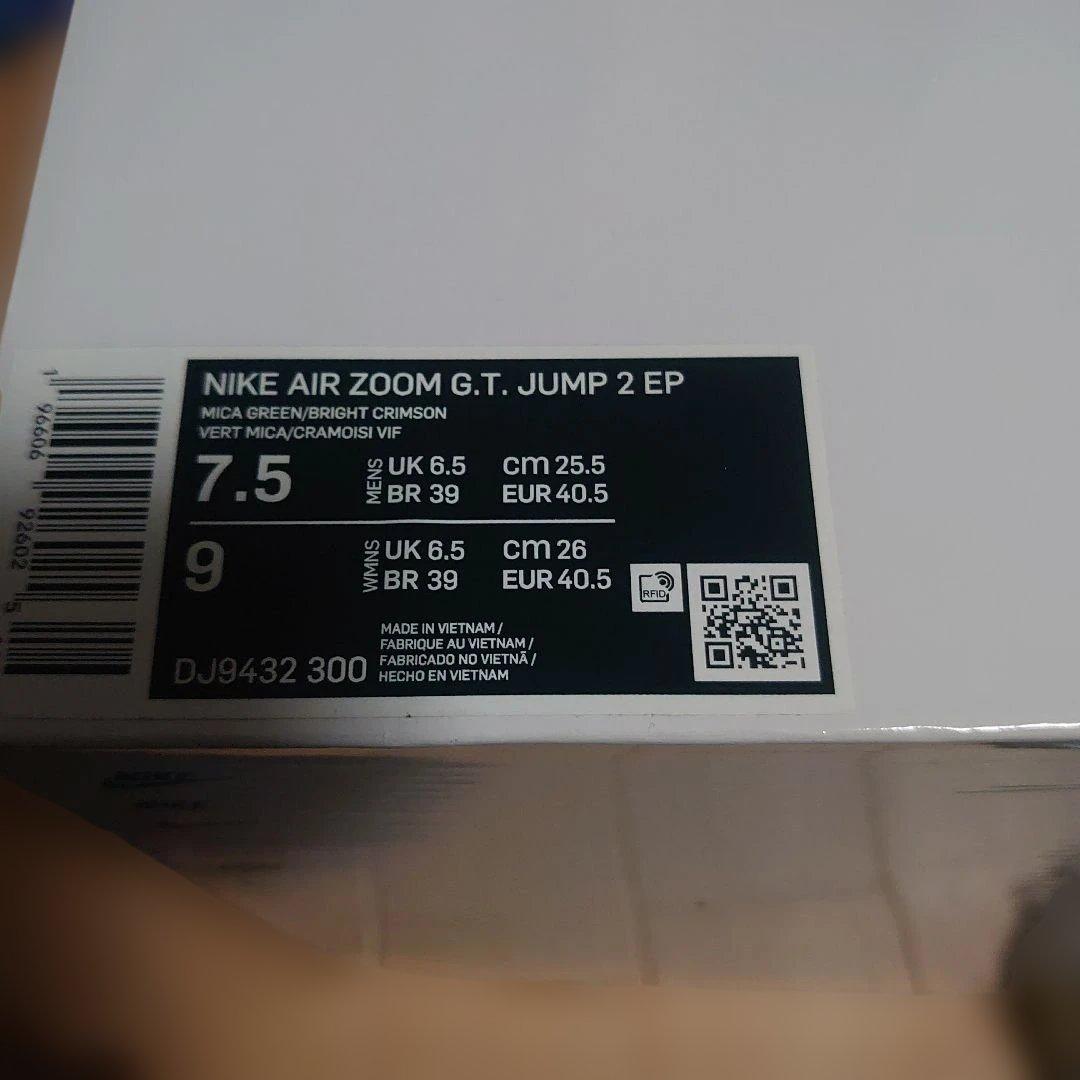 NIKE AIR ZOOM G.T. JUMP 2 EP
MICA GREEN/BRIGHT CRIMSON
VERT MICA/CRAMOISI VIF
7.5 MENS UK 6.5 cm 25.5
BR 39 EUR 40.5
9 WMNS UK 6.5 cm 26
BR 39 EUR 40.5
RFID
MADE IN VIETNAM /
FABRIQUE AU VIETNAM /
FABRICADO NO VIETNÃ /
HECHO EN VIETNAM
DJ9432 300
1 96606 92602 5